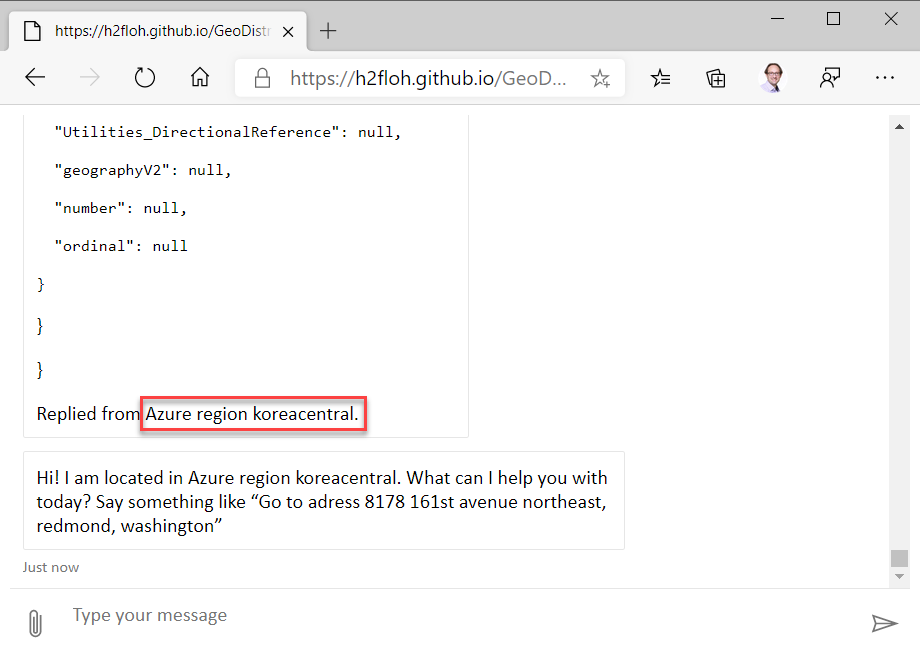 https://h2floh.github.io/GeoDistr
https://h2floh.github.io/GeoD...
"Utilities_DirectionalReference": null,
"geographyV2": null,
"number": null,
"ordinal": null
}
}
}
Replied from Azure region koreacentral.
Hi! I am located in Azure region koreacentral. What can I help you with
today? Say something like “Go to adress 8178 161st avenue northeast,
redmond, washington”
Just now
Type your message